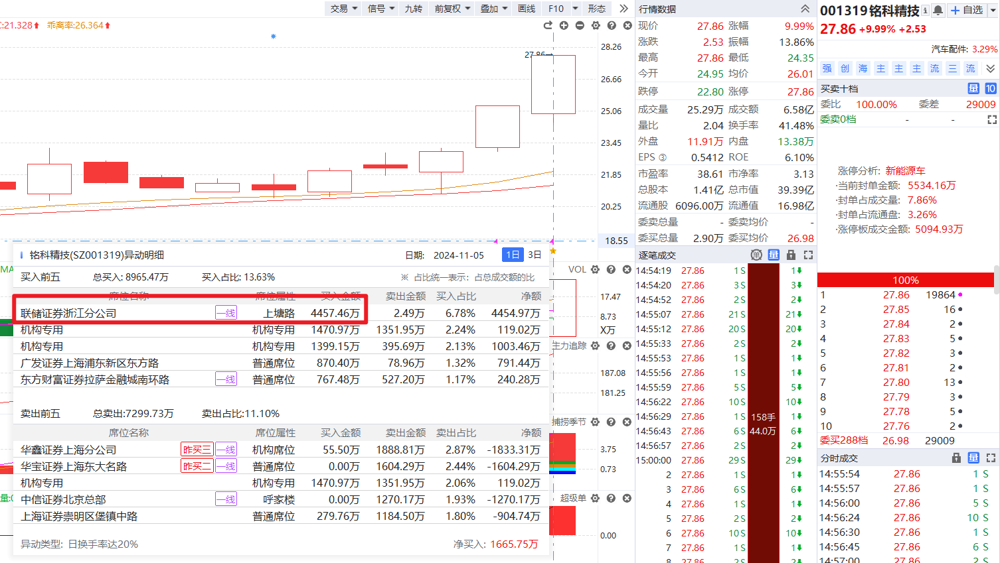 交易 信号 九转 前复权 叠加 画线 F10 形态
C:21.328 乖离率:26.364
27.86
28.26
26.66
25.06
23.45
21.85
20.25
18.55
铭科精技(SZ001319)异动明细 日期: 2024-11-05 1日 3日
买入前五 总买入: 8965.47万 买入占比: 13.63% ※ 占比统一表示：占总成交额的比
席位名称 席位属性 买入金额 卖出金额 买入占比 净额
联储证券浙江分公司 一线 上塘路 4457.46万 2.49万 6.78% 4454.97万
机构专用 机构专用 1470.97万 1351.95万 2.24% 119.02万
机构专用 机构专用 1399.15万 395.69万 2.13% 1003.46万
广发证券上海浦东新区东方路 普通席位 870.40万 78.96万 1.32% 791.44万
东方财富证券拉萨金融城南环路 一线 普通席位 767.48万 527.20万 1.17% 240.28万
卖出前五 总卖出:7299.73万 卖出占比:11.10%
席位名称 席位属性 买入金额 卖出金额 卖出占比 净额
华鑫证券上海分公司 昨买三 一线 机构席位 55.50万 1888.81万 2.87% -1833.31万
华宝证券上海东大名路 昨买二 一线 普通席位 0.00万 1604.29万 2.44% -1604.29万
机构专用 机构专用 1470.97万 1351.95万 2.06% 119.02万
中信证券北京总部 一线 呼家楼 0.00万 1270.17万 1.93% -1270.17万
上海证券崇明区堡镇中路 普通席位 279.76万 1184.50万 1.80% -904.74万
异动类型: 日换手率达20% 净买入: 1665.75万
MA
量:0
VOL
17.47
8.73
X万
主力追踪
187.08
181.25
捕捞季节
3.75
0.73
超级单
0.00
行情数据
现价 27.86 涨幅 9.99%
涨跌 2.53 振幅 13.86%
最高 27.86 最低 24.35
今开 24.95 均价 26.01
跌停 22.80 涨停 27.86
成交量 25.29万 成交额 6.58亿
量比 2.04 换手率 41.48%
外盘 11.91万 内盘 13.38万
EPS ③ 0.5412 ROE 6.10%
市盈率 38.61 市净率 3.13
总股本 1.41亿 总市值 39.39亿
流通股 6096.00万 流通值 16.98亿
委卖总量 - 委卖均价 -
委买总量 2.90万 委买均价 26.98
逐笔成交 单 量
14:54:19 27.86 1 S 1
14:54:20 27.86 3 S 3
14:54:52 27.86 2 S 2
14:55:07 27.86 21 S 21
14:55:12 27.86 20 S 20
14:55:33 27.86 2 S 2
14:55:53 27.86 1 S 1
14:55:56 27.86 1 S 1
14:55:59 27.86 5 S 5
14:56:22 27.86 10 S 10
14:56:29 27.86 1 S 1
14:56:43 27.86 6 S 6
14:56:57 27.86 2 S 2
15:00:00 27.86 29 S 29
2 27.86 1 S 1
3 27.86 6 S 6
4 27.86 1 S 1
5 27.86 2 S 2
6 27.86 10 S 10
7 27.86 1 S 1
8 27.86 2 S 2
158手
44.0万
001319 铭科精技 自选
27.86 +9.99% +2.53
汽车配件: 3.29%
强 创 海 主 主 主 流 三 流
买卖十档 量 10
委比 100.00% 委差 29009
委卖0档 - -
涨停分析: 新能源车
·当前封单金额: 5534.16万
·封单占成交量: 7.86%
·封单占流通盘: 3.26%
·涨停板成交金额: 5094.93万
100%
1 27.86 19864
2 27.85 16
3 27.84 2
4 27.83 5
5 27.82 3
6 27.81 2
7 27.80 13
8 27.79 3
9 27.78 5
10 27.76 2
委买288档 26.98 29009
分时成交 量
14:55:54 27.86 1 S
14:55:57 27.86 1 S
14:56:00 27.86 5 S
14:56:24 27.86 10 S
14:56:30 27.86 1 S
14:56:45 27.86 6 S
14:57:00 27.86 2 S